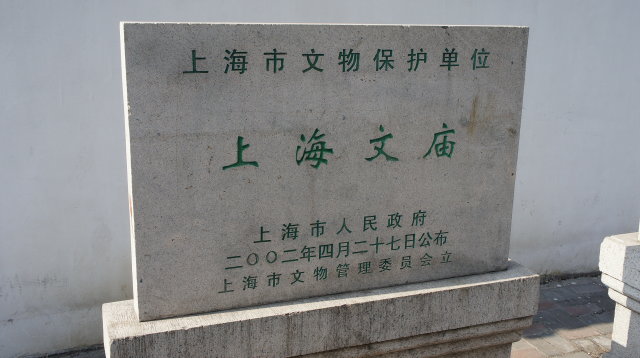 上海市文物保护单位
上海文庙
上海市人民政府
二〇〇二年四月二十七日公布
上海市文物管理委员会立